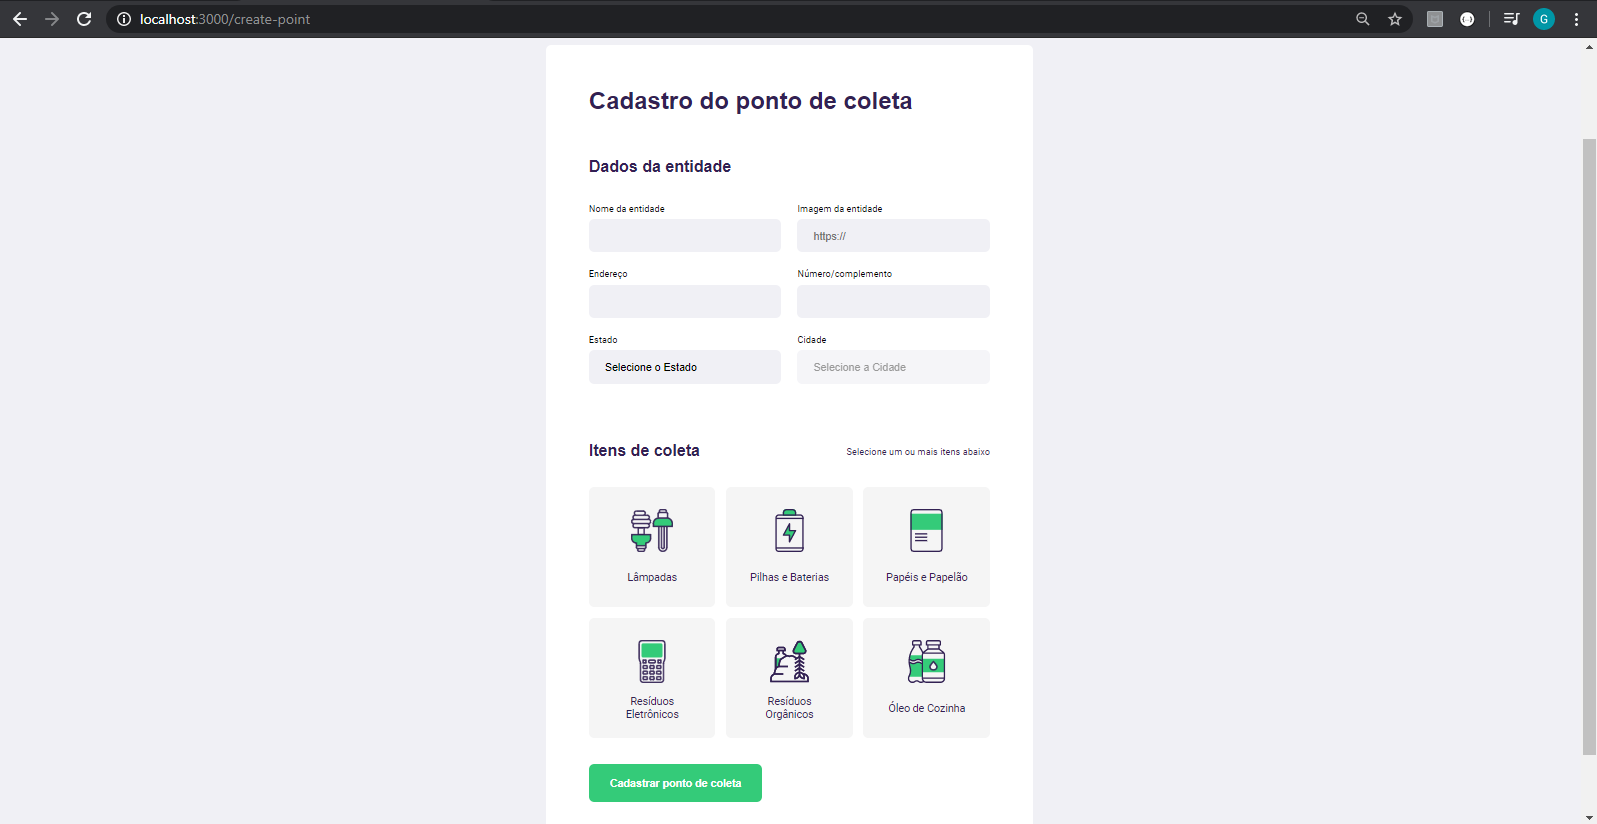 localhost:3000/create-point
G
Cadastro do ponto de coleta
Dados da entidade
Nome da entidade
Imagem da entidade
https://
Endereço
Número/complemento
Estado
Cidade
Selecione o Estado
Selecione a Cidade
Itens de coleta
Selecione um ou mais itens abaixo
Lâmpadas
Pilhas e Baterias
Papéis e Papelão
Resíduos
Eletrônicos
Resíduos
Orgânicos
Óleo de Cozinha
Cadastrar ponto de coleta